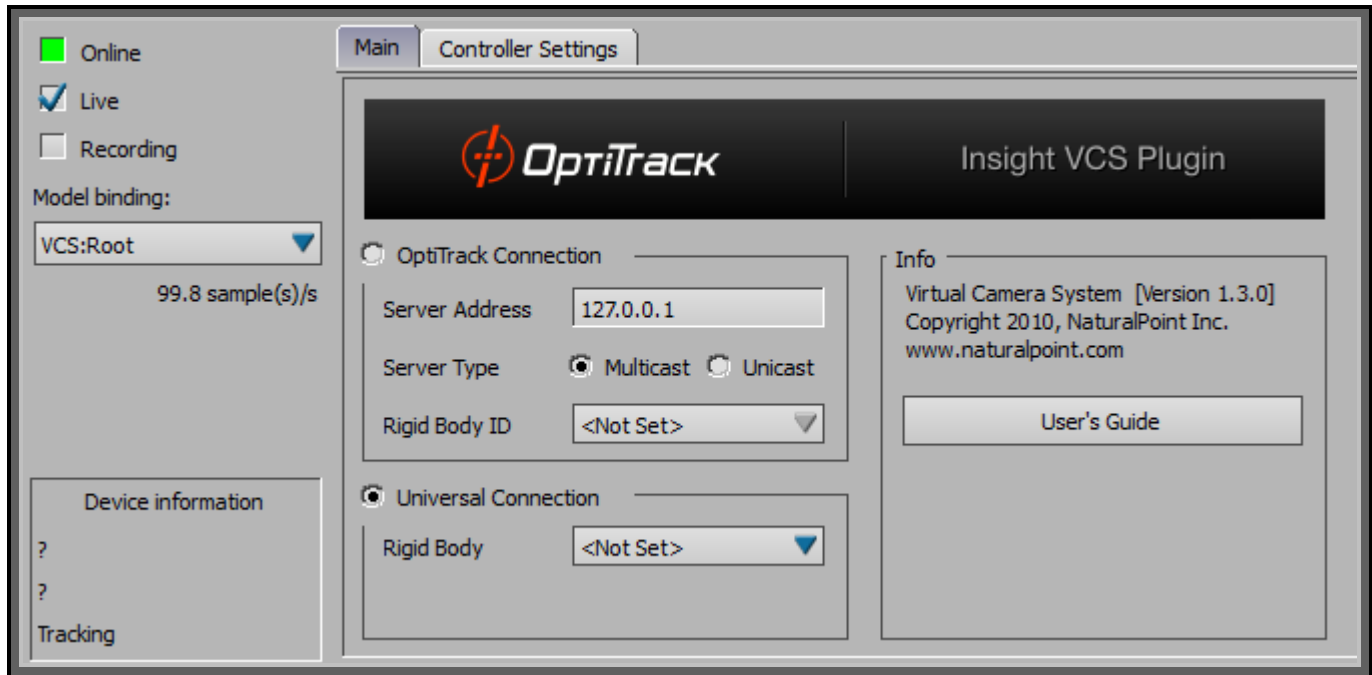 Online
Live
Recording
Model binding:
VCS:Root
99.8 sample(s)/s
Device information
?
?
Tracking
Main
Controller Settings
OptiTrack
Insight VCS Plugin
OptiTrack Connection
Server Address 127.0.0.1
Server Type Multicast Unicast
Rigid Body ID <Not Set>
Universal Connection
Rigid Body <Not Set>
Info
Virtual Camera System [Version 1.3.0]
Copyright 2010, NaturalPoint Inc.
www.naturalpoint.com
User's Guide